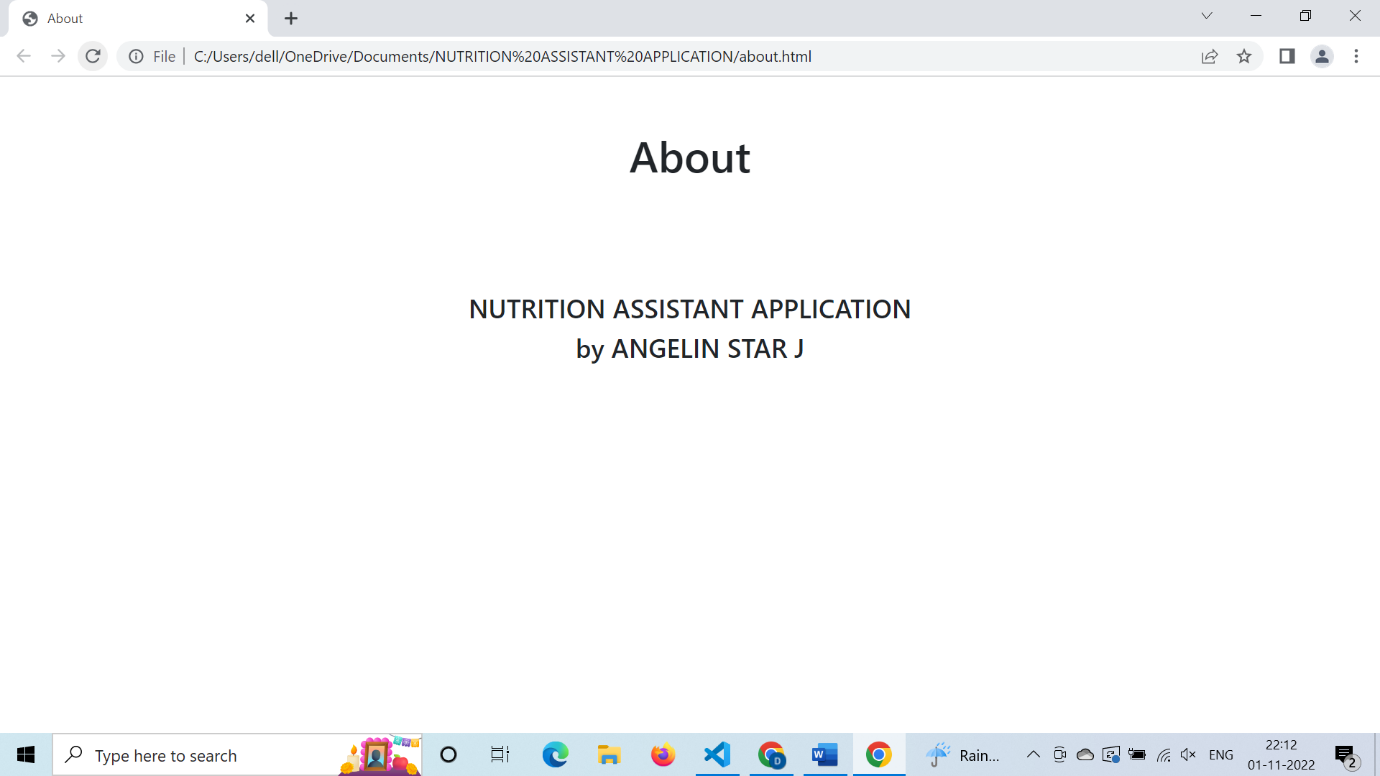 About
File C:/Users/dell/OneDrive/Documents/NUTRITION%20ASSISTANT%20APPLICATION/about.html
About
NUTRITION ASSISTANT APPLICATION
by ANGELIN STAR J
Type here to search
D
W
Rain...
ENG
22:12
01-11-2022
2